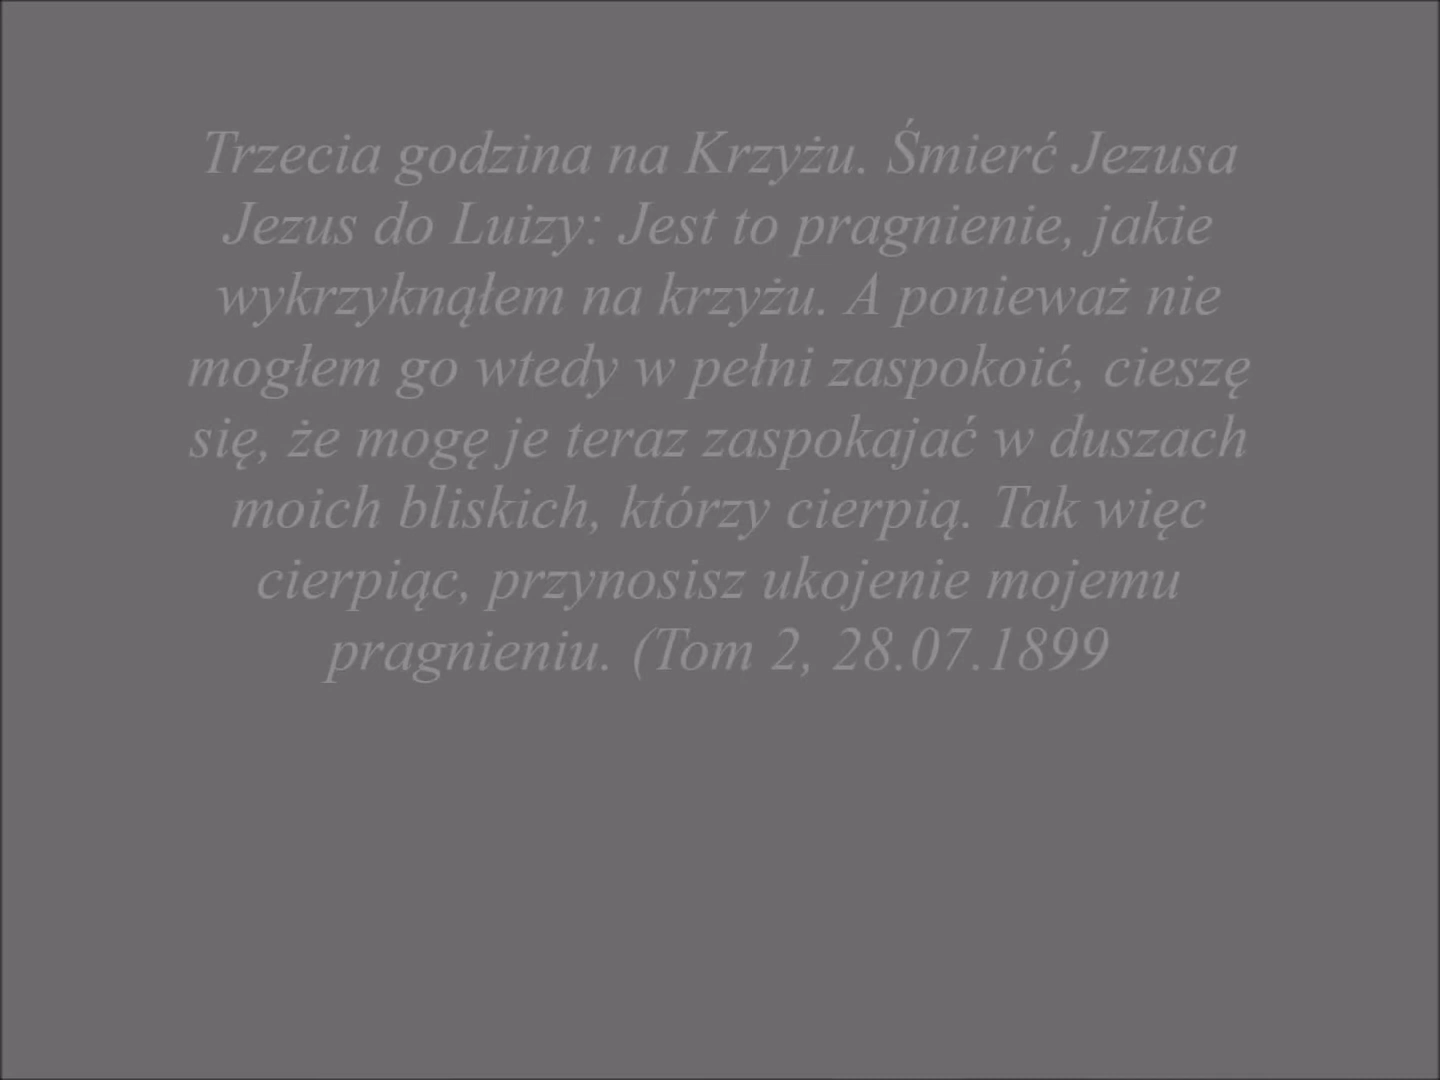 Trzecia godzina na Krzyżu. Śmierć Jezusa
Jezus do Luizy: Jest to pragnienie, jakie
wykrzyknąłem na krzyżu. A ponieważ nie
mogłem go wtedy w pełni zaspokoić, cieszę
się, że mogę je teraz zaspokajać w duszach
moich bliskich, którzy cierpią. Tak więc
cierpiąc, przynosisz ukojenie mojemu
pragnieniu. (Tom 2, 28.07.1899